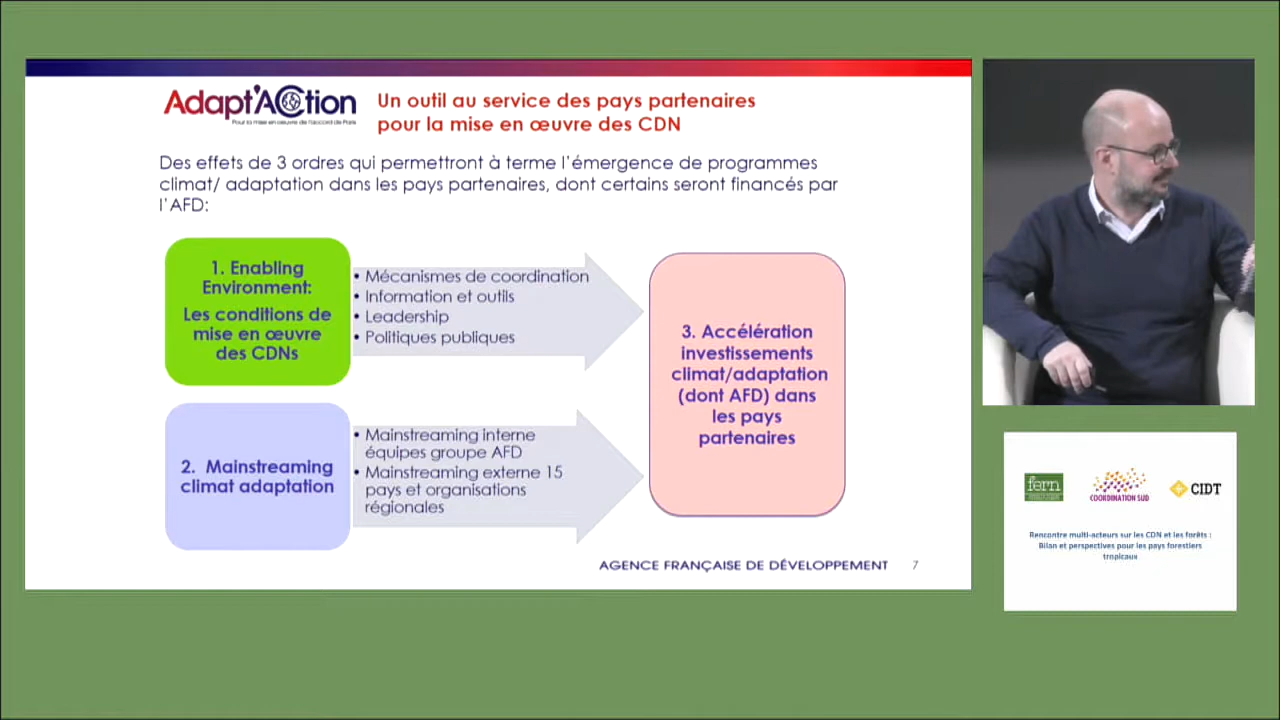 Adapt'ACtion
Pour la mise en œuvre de l'accord de Paris
Un outil au service des pays partenaires
pour la mise en œuvre des CDN
Des effets de 3 ordres qui permettront à terme l'émergence de programmes
climat/ adaptation dans les pays partenaires, dont certains seront financés par
l'AFD:
1. Enabling
Environment:
Les conditions de
mise en œuvre
des CDNs
• Mécanismes de coordination
• Information et outils
• Leadership
• Politiques publiques
2. Mainstreaming
climat adaptation
• Mainstreaming interne
équipes groupe AFD
• Mainstreaming externe 15
pays et organisations
régionales
3. Accélération
investissements
climat/adaptation
(dont AFD) dans
les pays
partenaires
AGENCE FRANÇAISE DE DÉVELOPPEMENT 7
fern
COORDINATION SUD
CIDT
Rencontre multi-acteurs sur les CDN et les forêts :
Bilan et perspectives pour les pays forestiers
tropicaux